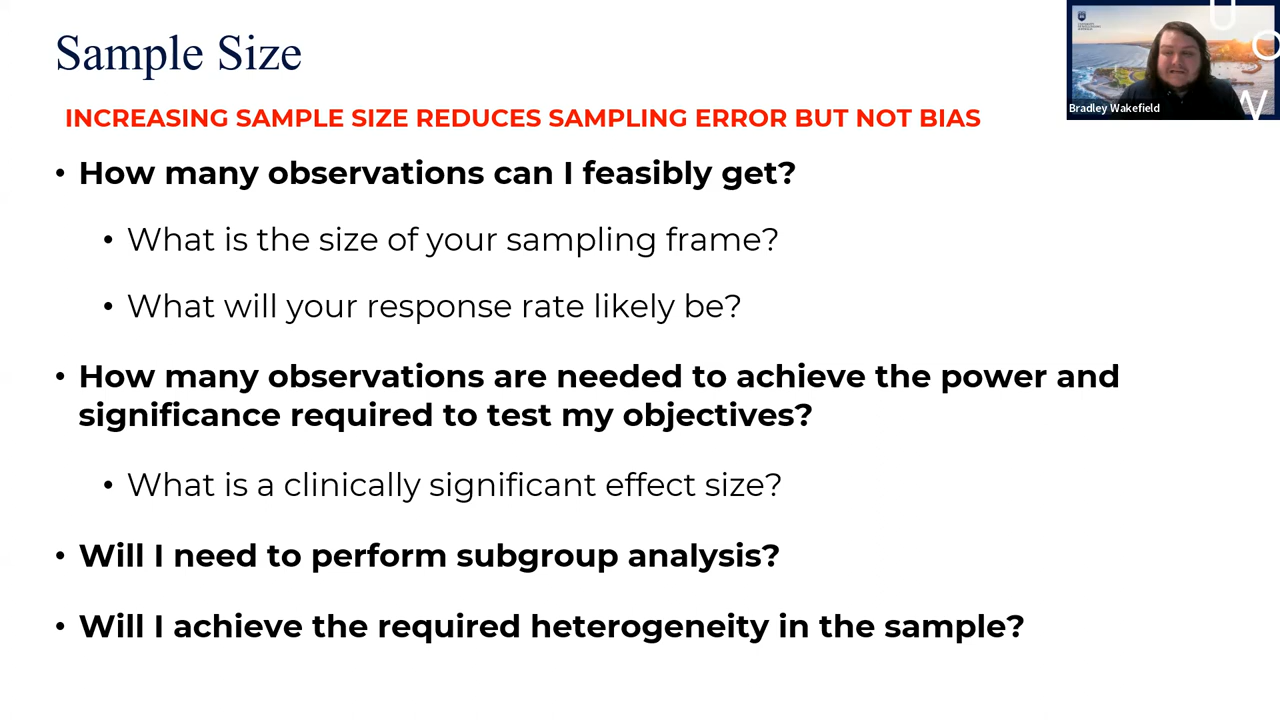 Sample Size
INCREASING SAMPLE SIZE REDUCES SAMPLING ERROR BUT NOT BIAS
• How many observations can I feasibly get?
• What is the size of your sampling frame?
• What will your response rate likely be?
• How many observations are needed to achieve the power and
significance required to test my objectives?
• What is a clinically significant effect size?
• Will I need to perform subgroup analysis?
• Will I achieve the required heterogeneity in the sample?
U
O
W
Bradley Wakefield